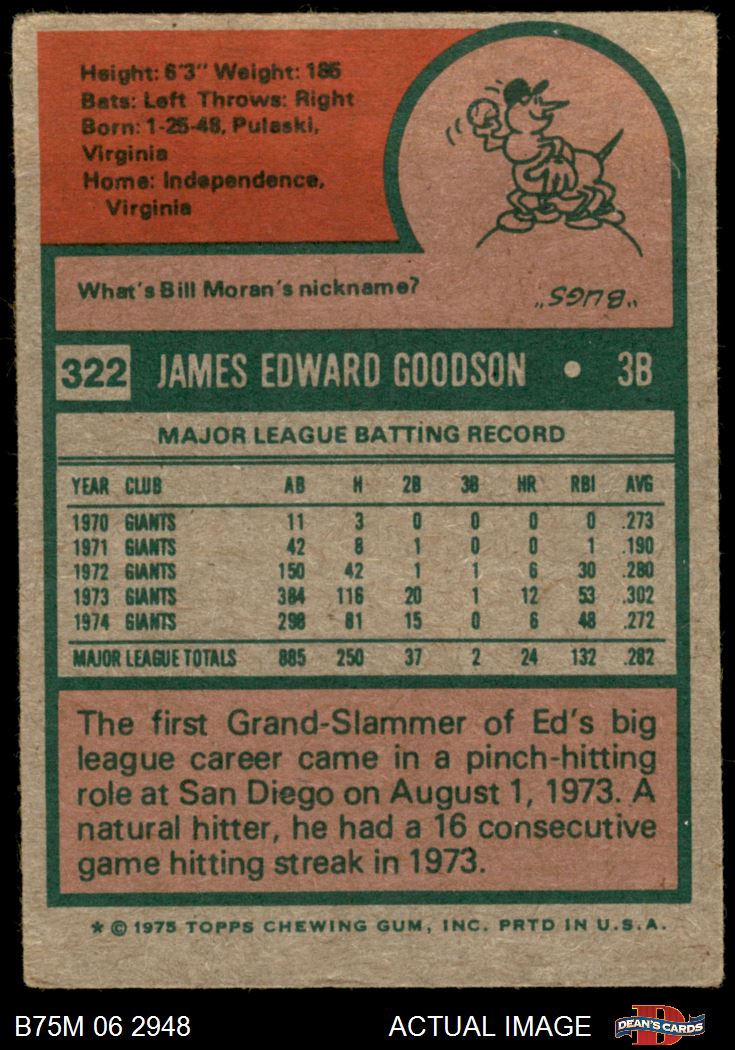 Height: 6'3" Weight: 185
Bats: Left Throws: Right
Born: 1-25-48, Pulaski,
Virginia
Home: Independence,
Virginia
What's Bill Moran's nickname?
"BUGS"
322 JAMES EDWARD GOODSON • 3B
MAJOR LEAGUE BATTING RECORD
YEAR CLUB AB H 2B 3B HR RBI AVG
1970 GIANTS 11 3 0 0 0 0 .273
1971 GIANTS 42 8 1 0 0 1 .190
1972 GIANTS 150 42 1 1 6 30 .280
1973 GIANTS 384 116 20 1 12 53 .302
1974 GIANTS 298 81 15 0 6 48 .272
MAJOR LEAGUE TOTALS 885 250 37 2 24 132 .282
The first Grand-Slammer of Ed's big
league career came in a pinch-hitting
role at San Diego on August 1, 1973. A
natural hitter, he had a 16 consecutive
game hitting streak in 1973.
* © 1975 TOPPS CHEWING GUM, INC. PRTD IN U.S.A.
B75M 06 2948 ACTUAL IMAGE DEAN'S CARDS